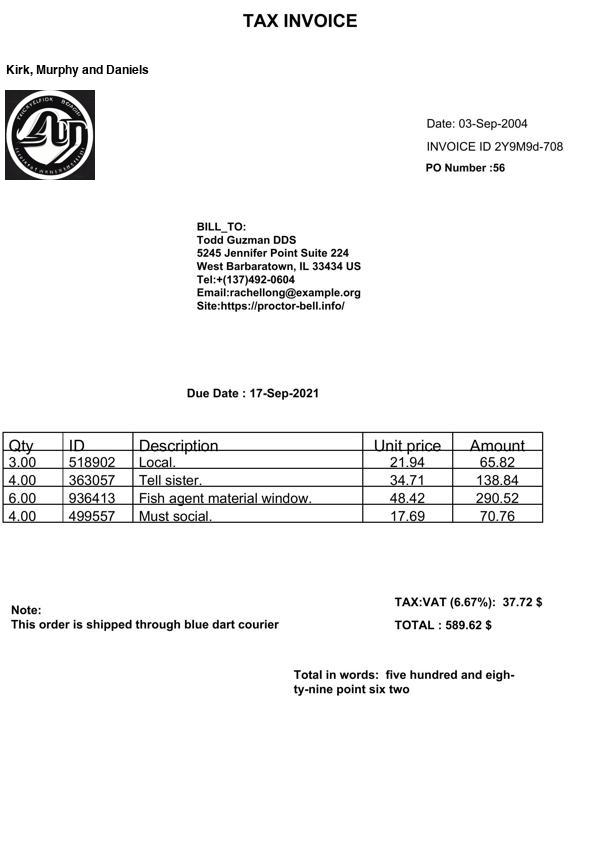 TAX INVOICE
Kirk, Murphy and Daniels
Date: 03-Sep-2004
INVOICE ID 2Y9M9d-708
PO Number :56
BILL_TO:
Todd Guzman DDS
5245 Jennifer Point Suite 224
West Barbaratown, IL 33434 US
Tel:+(137)492-0604
Email:rachellong@example.org
Site:https://proctor-bell.info/
Due Date : 17-Sep-2021
Qty ID Description Unit price Amount
3.00 518902 Local. 21.94 65.82
4.00 363057 Tell sister. 34.71 138.84
6.00 936413 Fish agent material window. 48.42 290.52
4.00 499557 Must social. 17.69 70.76
TAX:VAT (6.67%): 37.72 $
Note:
This order is shipped through blue dart courier
TOTAL : 589.62 $
Total in words: five hundred and eigh-
ty-nine point six two